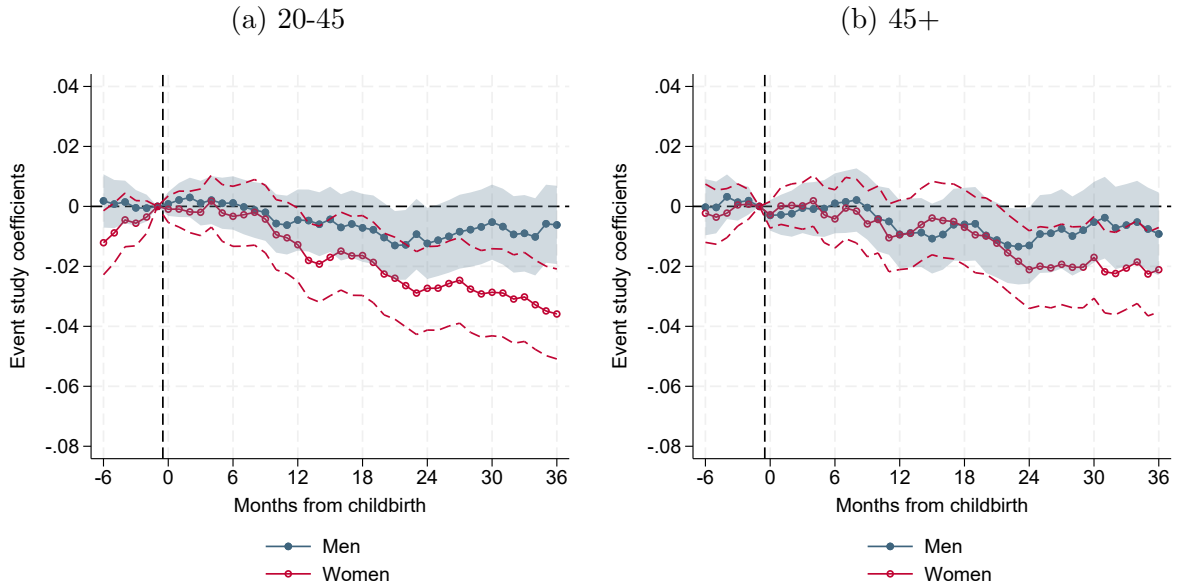 (a) 20-45
.04
.02
0
-.02
-.04
-.06
-.08
Event study coefficients
-6 0 6 12 18 24 30 36
Months from childbirth
Men
Women
(b) 45+
.04
.02
0
-.02
-.04
-.06
-.08
Event study coefficients
-6 0 6 12 18 24 30 36
Months from childbirth
Men
Women